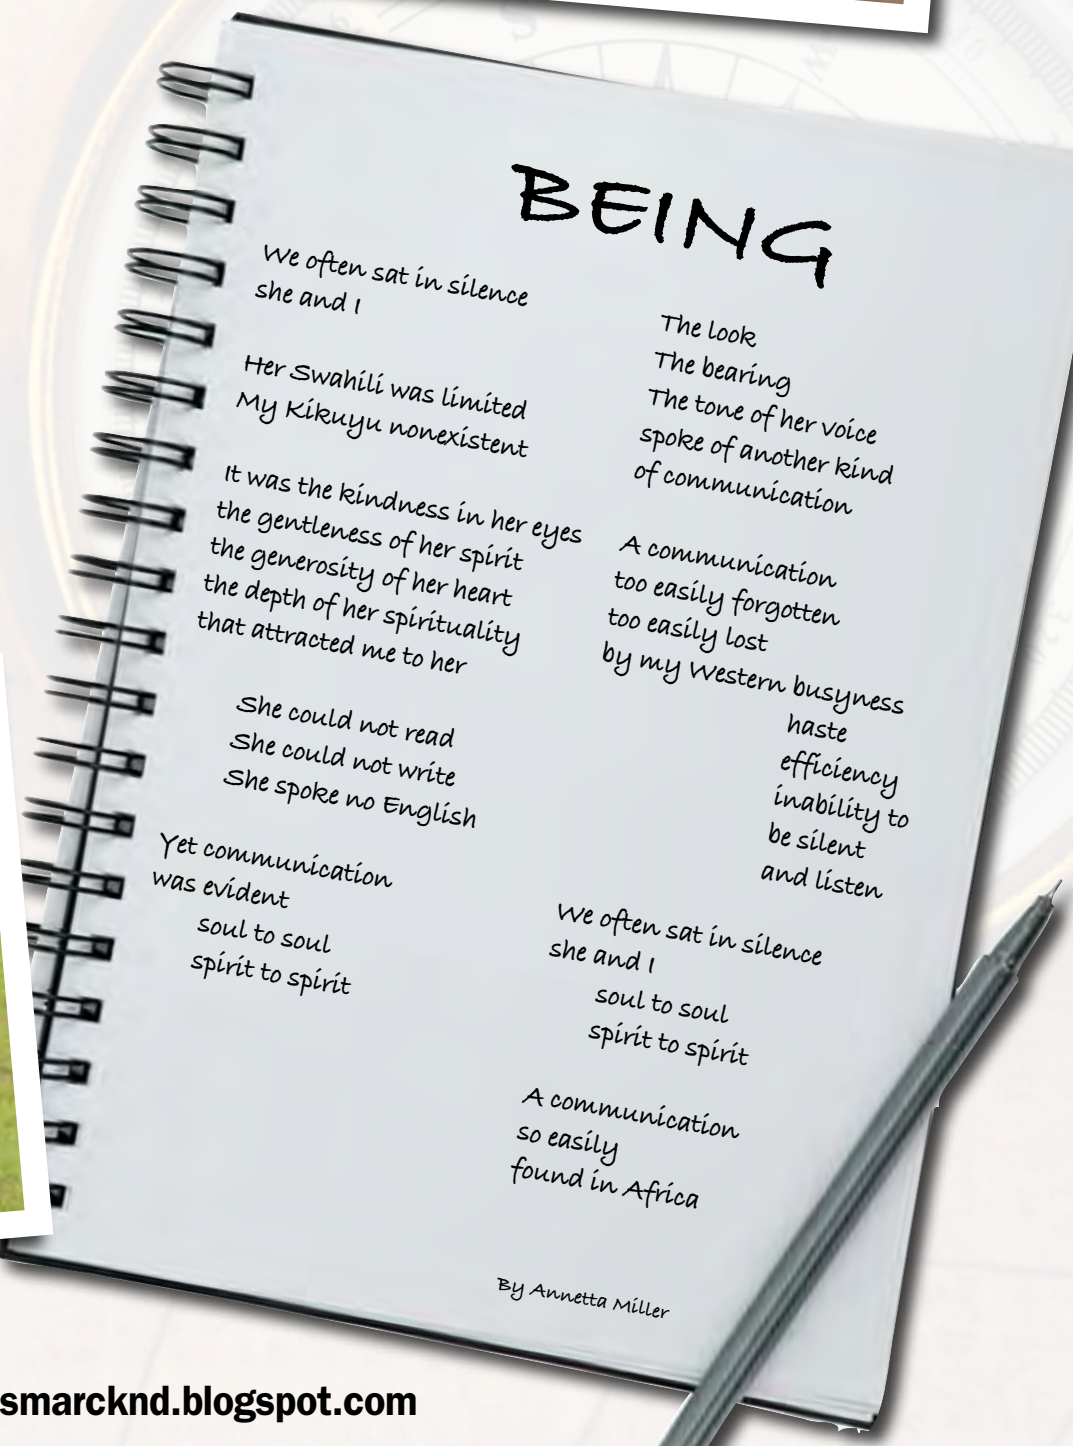 BEING
We often sat in silence
she and I
Her Swahili was limited
My Kikuyu nonexistent
It was the kindness in her eyes
the gentleness of her spirit
the generosity of her heart
the depth of her spirituality
that attracted me to her
She could not read
She could not write
She spoke no English
Yet communication
was evident
soul to soul
spirit to spirit
The look
The bearing
The tone of her voice
spoke of another kind
of communication
A communication
too easily forgotten
too easily lost
by my Western busyness
haste
efficiency
inability to
be silent
and listen
We often sat in silence
she and I
soul to soul
spirit to spirit
A communication
so easily
found in Africa
By Annetta Miller
smarcknd.blogspot.com